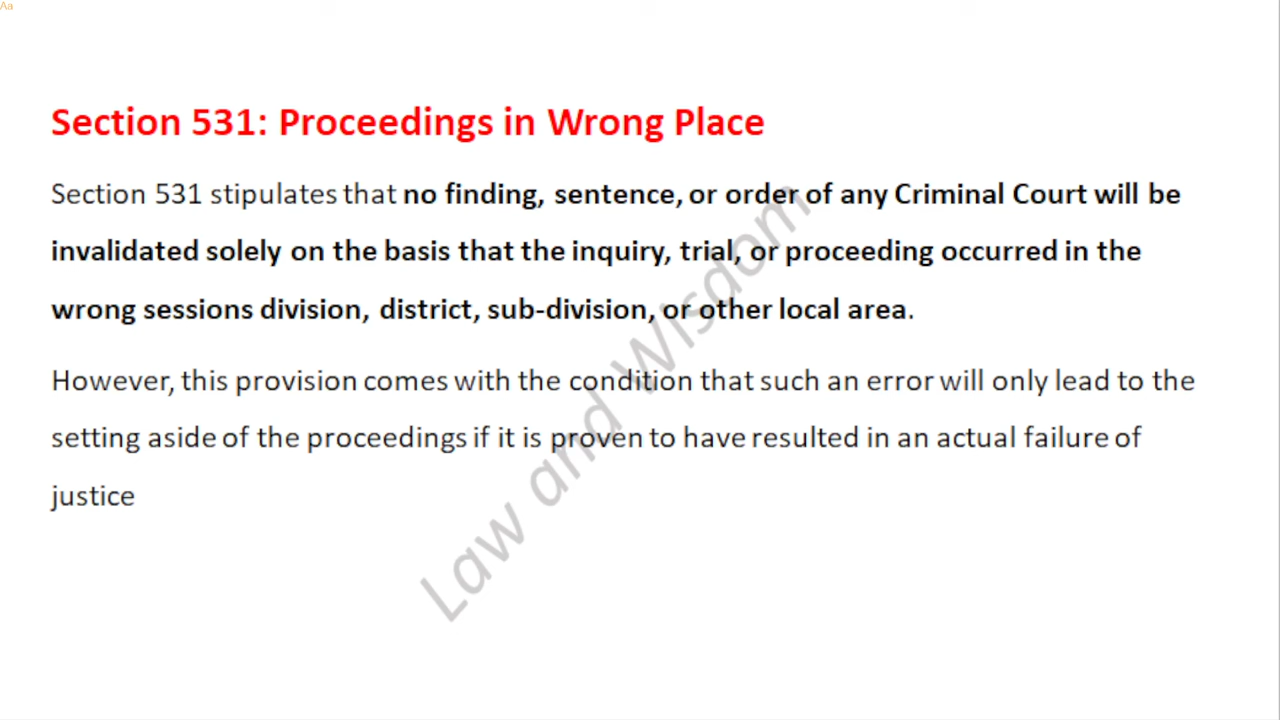 Aa
Section 531: Proceedings in Wrong Place
Section 531 stipulates that no finding, sentence, or order of any Criminal Court will be
invalidated solely on the basis that the inquiry, trial, or proceeding occurred in the
wrong sessions division, district, sub-division, or other local area.
However, this provision comes with the condition that such an error will only lead to the
setting aside of the proceedings if it is proven to have resulted in an actual failure of
justice
Law and Wisdom